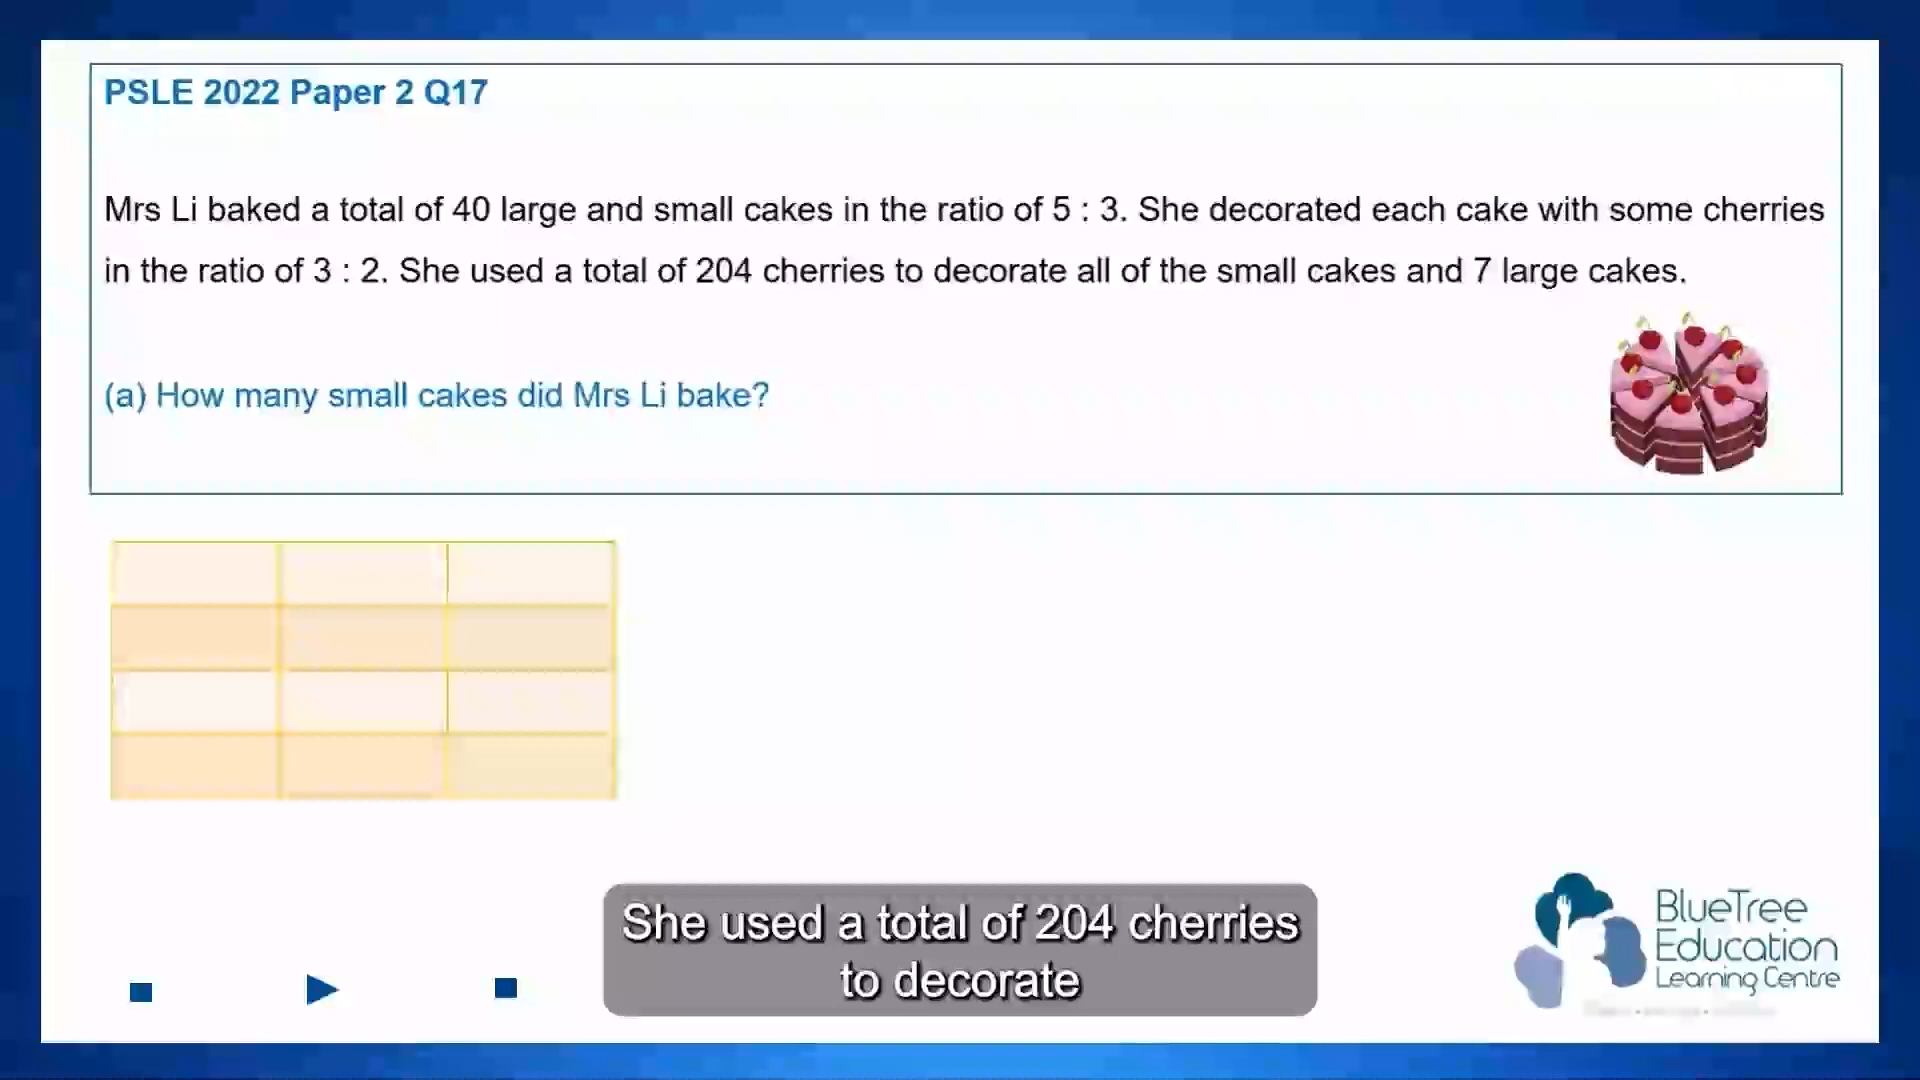 PSLE 2022 Paper 2 Q17
Mrs Li baked a total of 40 large and small cakes in the ratio of 5 : 3. She decorated each cake with some cherries
in the ratio of 3 : 2. She used a total of 204 cherries to decorate all of the small cakes and 7 large cakes.
(a) How many small cakes did Mrs Li bake?
She used a total of 204 cherries
to decorate
BlueTree
Education
Learning Centre